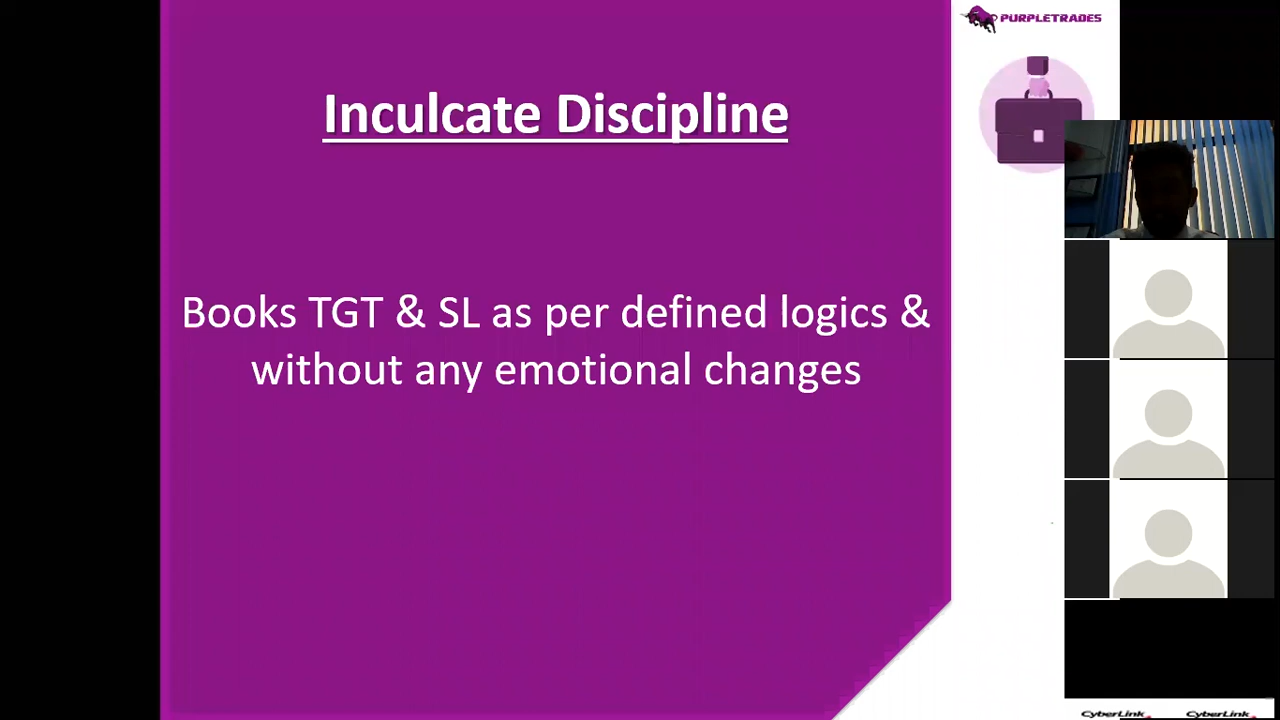 PURPLETRADES
Inculcate Discipline
Books TGT & SL as per defined logics &
without any emotional changes
CyberLink
CyberLink